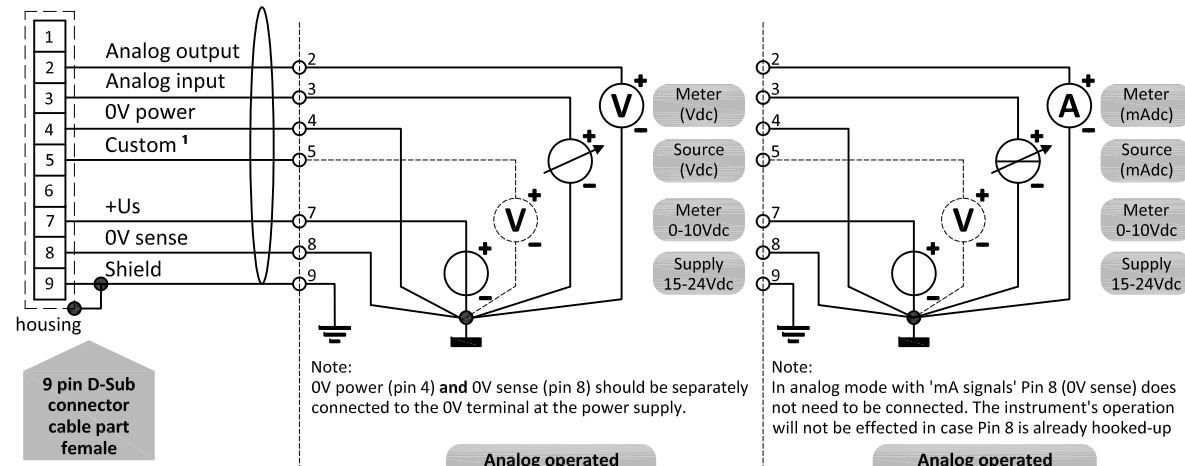 1
2
3
4
5
6
7
8
9
housing
9 pin D-Sub
connector
cable part
female
Analog output
Analog input
0V power
Custom ¹
+Us
0V sense
Shield
2
3
4
5
7
8
9
V
+
−
+
−
V
+
−
+
−
Meter
(Vdc)
Source
(Vdc)
Meter
0-10Vdc
Supply
15-24Vdc
Note:
0V power (pin 4) and 0V sense (pin 8) should be separately
connected to the 0V terminal at the power supply.
Analog operated
2
3
4
5
7
8
9
A
+
−
+
−
V
+
−
+
−
Meter
(mAdc)
Source
(mAdc)
Meter
0-10Vdc
Supply
15-24Vdc
Note:
In analog mode with 'mA signals' Pin 8 (0V sense) does
not need to be connected. The instrument's operation
will not be effected in case Pin 8 is already hooked-up
Analog operated